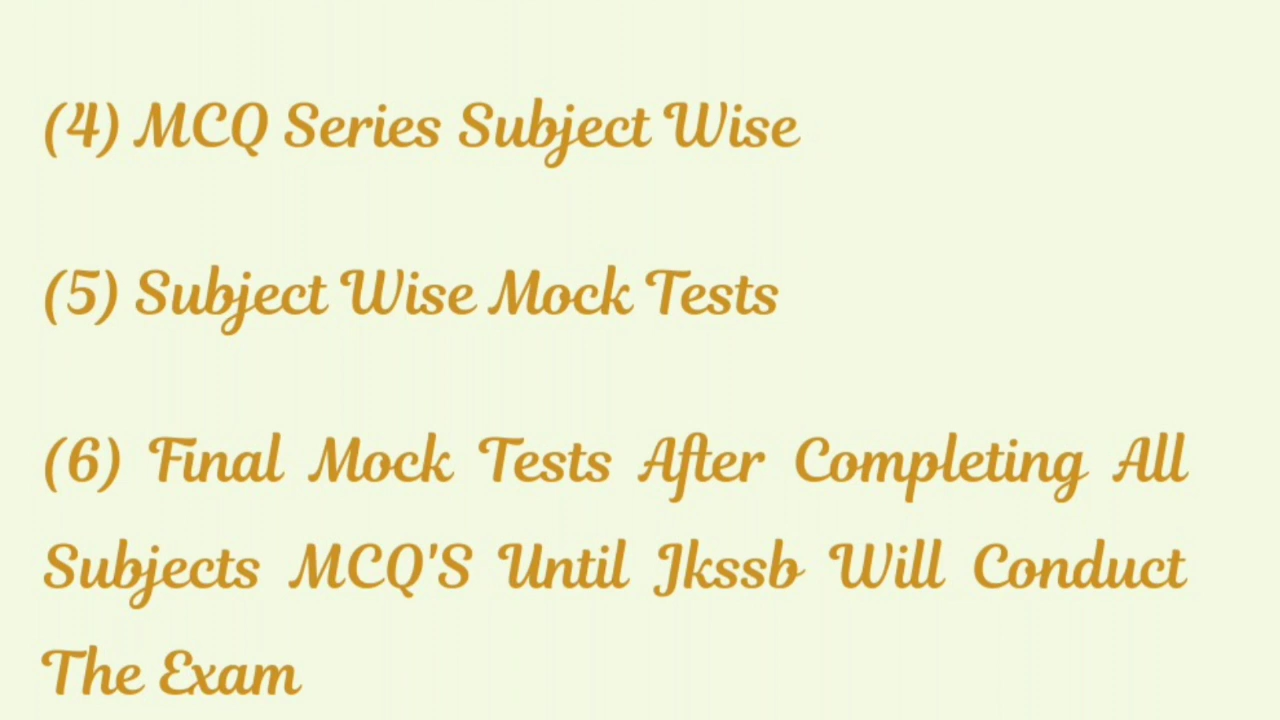 (4) MCQ Series Subject Wise
(5) Subject Wise Mock Tests
(6) Final Mock Tests After Completing All
Subjects MCQ'S Until Jkssb Will Conduct
The Exam